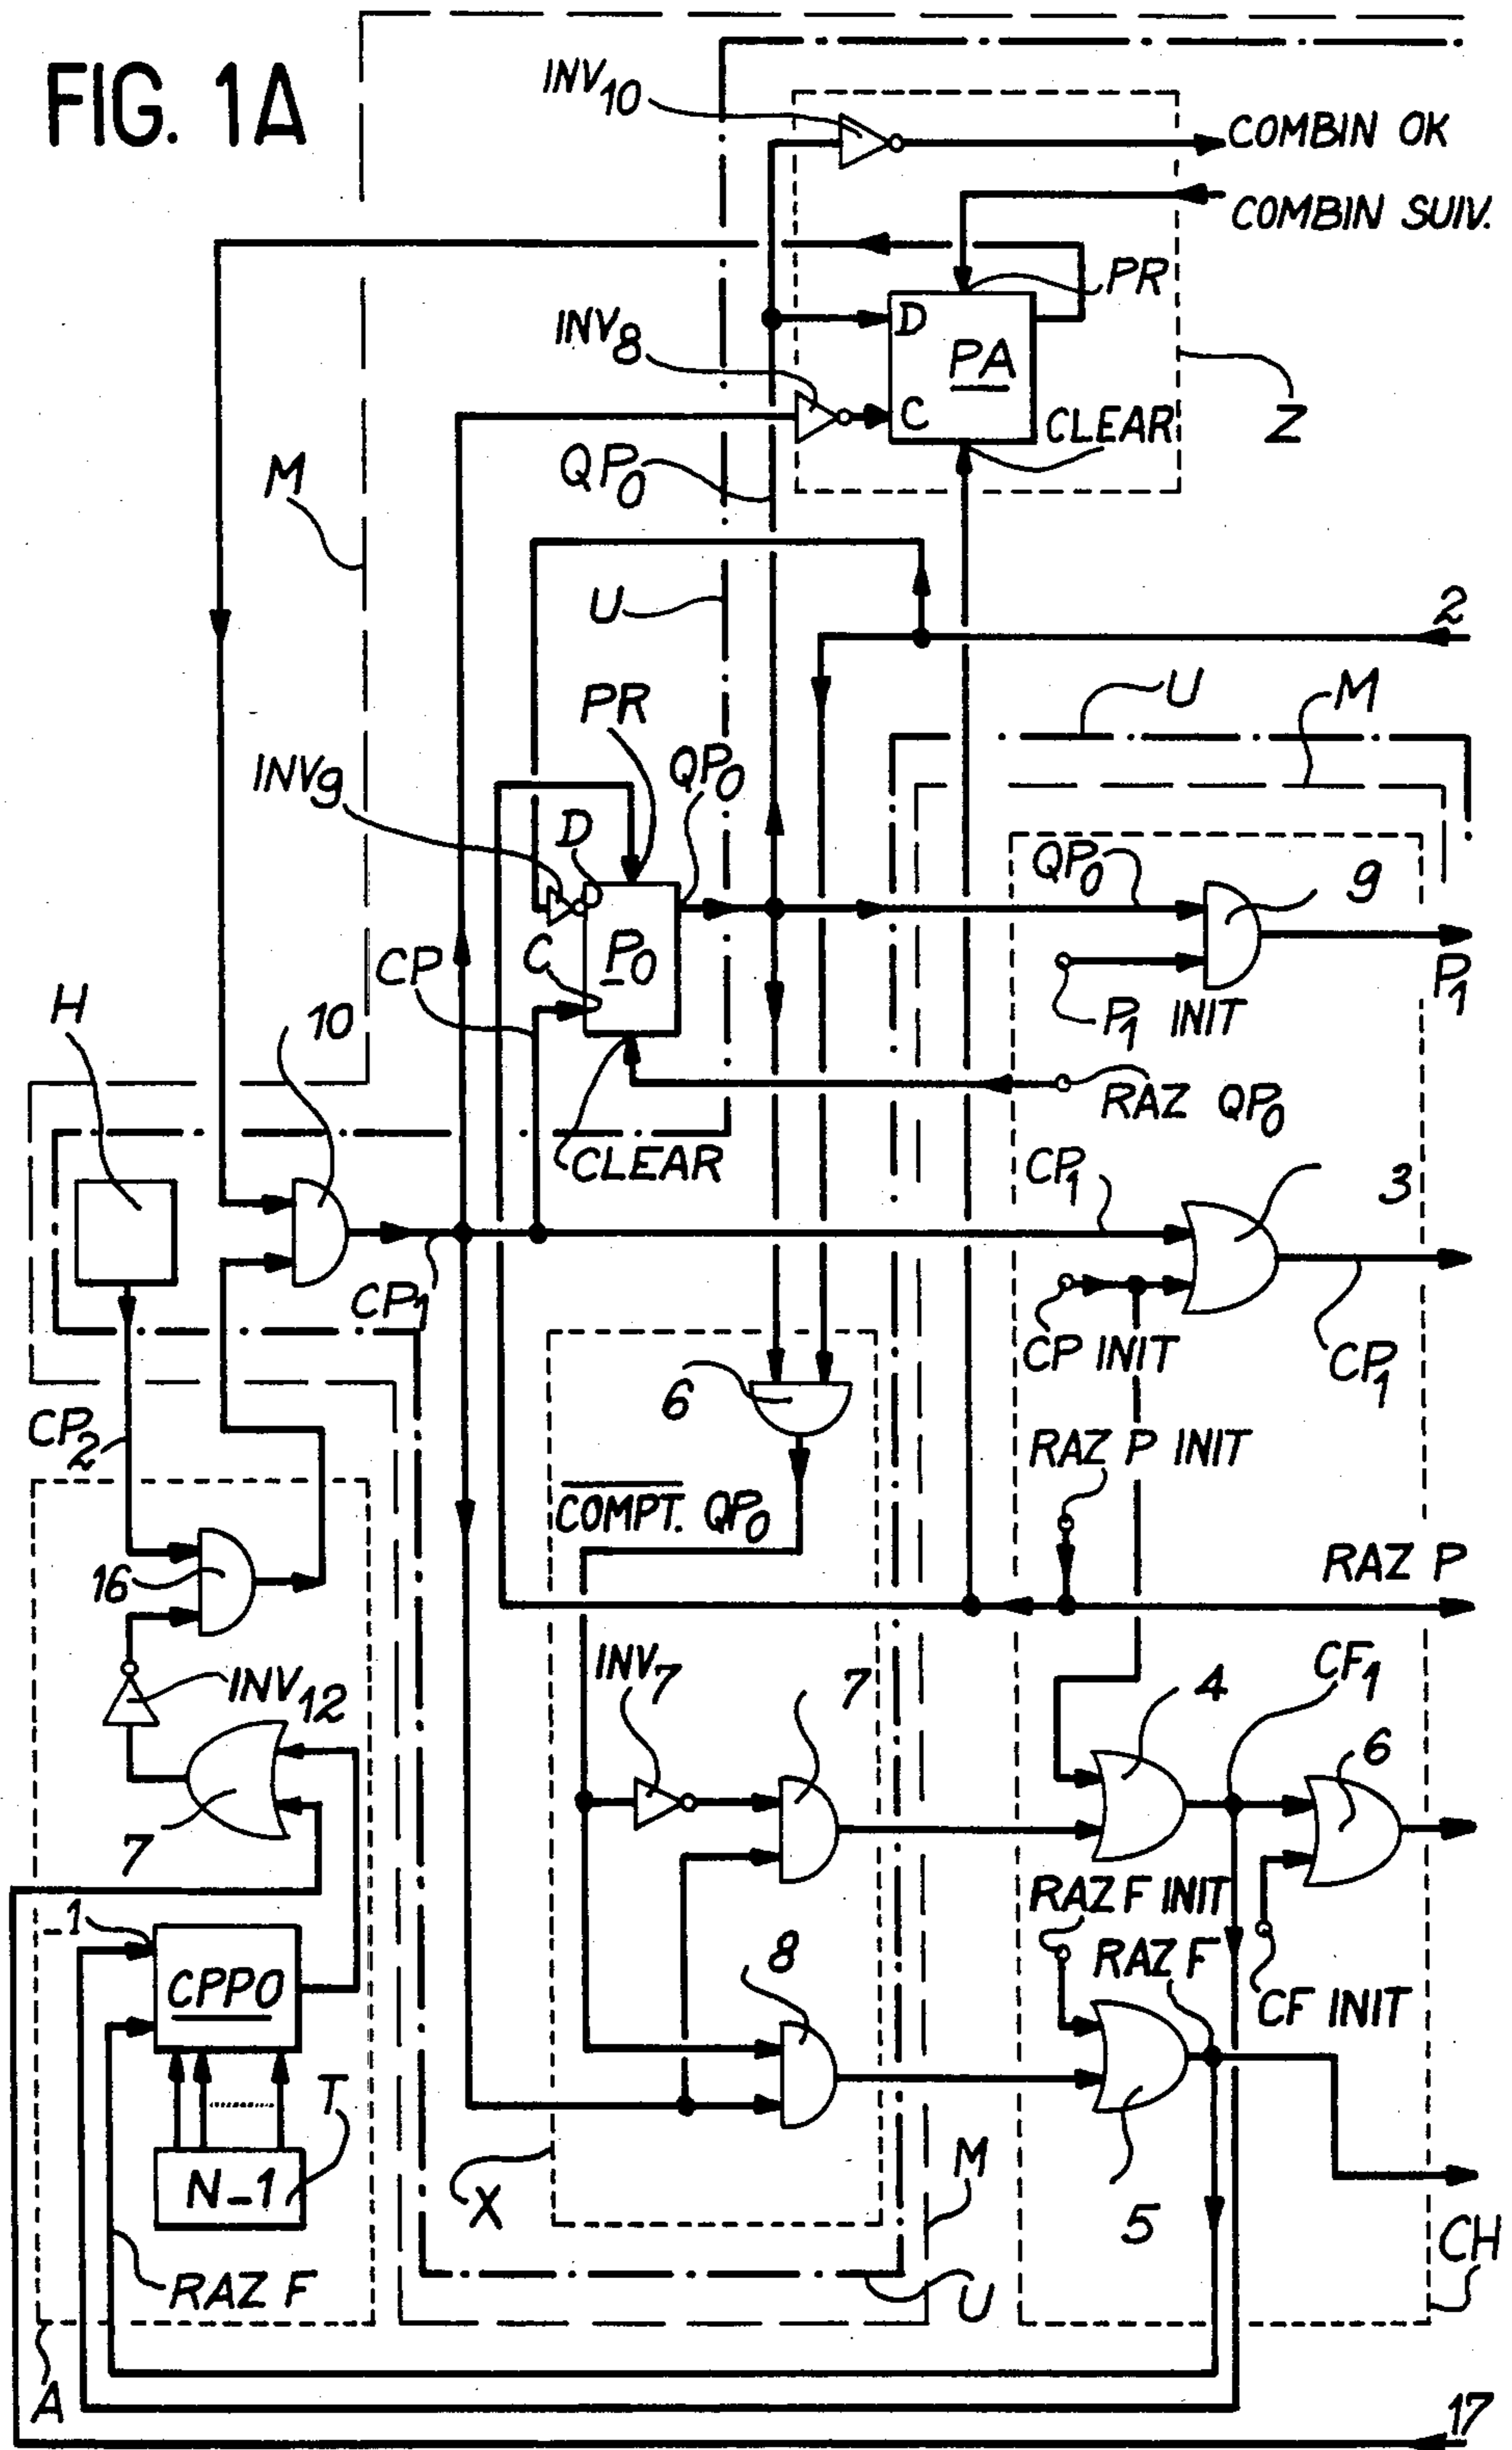 FIG. 1A
INV10
COMBIN OK
COMBIN SUIV.
PR
INV8
D
PA
C
CLEAR
Z
QP0
M
U
2
PR
U
M
INV9
QP0
D
QP0
9
CP
C
P0
P1
H
10
P1 INIT
RAZ QP0
CLEAR
CP1
3
CP1
CP INIT
CP1
6
CP2
RAZ P INIT
COMPT. QP0
16
RAZ P
INV7
7
4
CF1
INV12
6
7
RAZ F INIT
-1
8
RAZ F
CPPO
CF INIT
T
N-1
M
X
5
CH
RAZ F
U
A
17